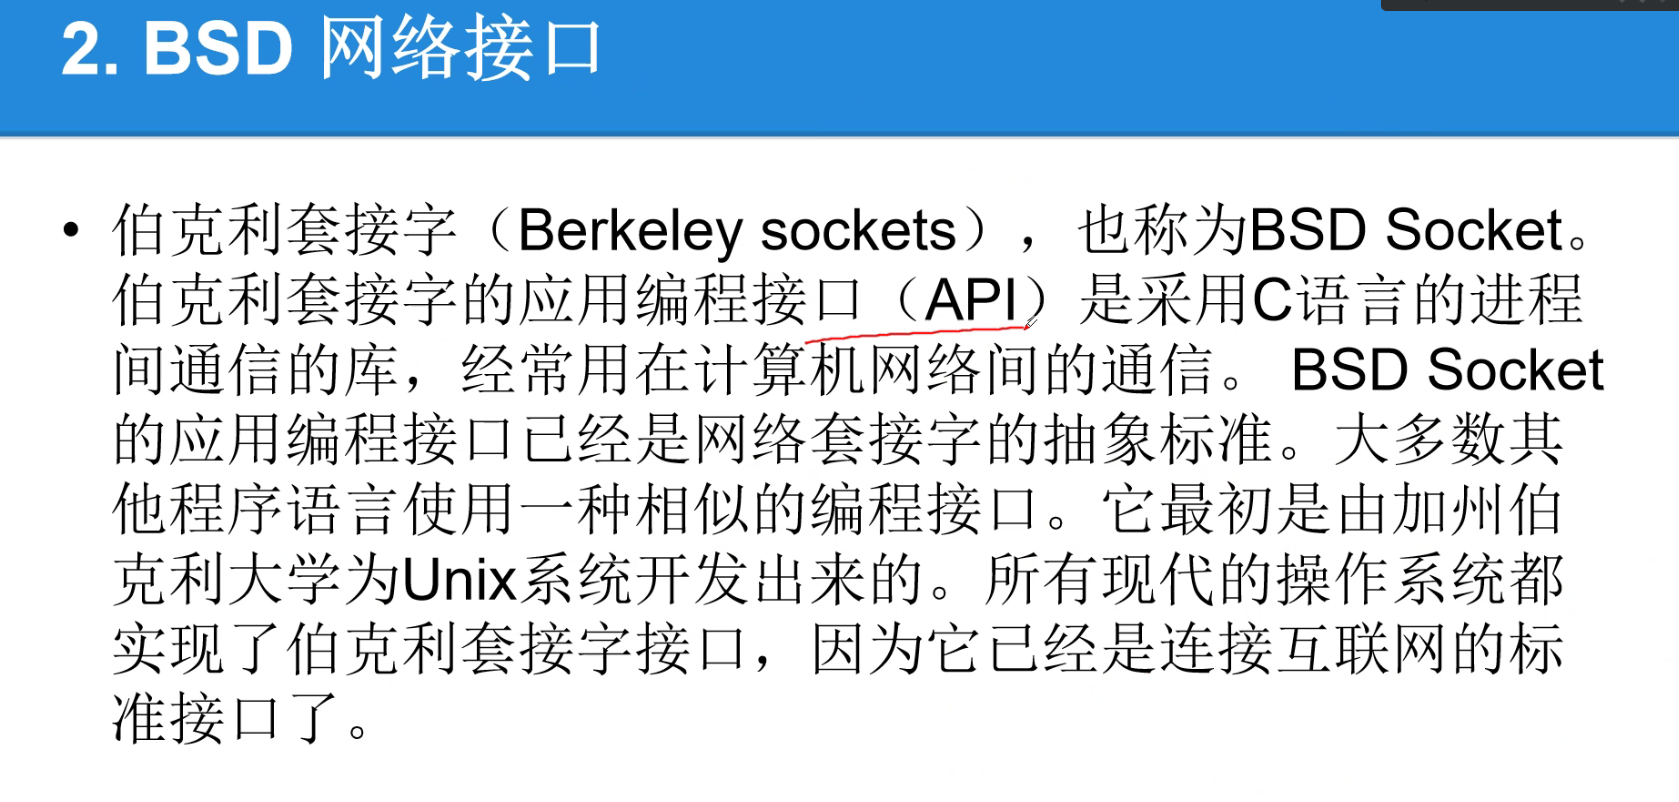 2. BSD 网络接口
• 伯克利套接字（Berkeley sockets），也称为BSD Socket。
伯克利套接字的应用编程接口（API）是采用C语言的进程
间通信的库，经常用在计算机网络间的通信。 BSD Socket
的应用编程接口已经是网络套接字的抽象标准。大多数其
他程序语言使用一种相似的编程接口。它最初是由加州伯
克利大学为Unix系统开发出来的。所有现代的操作系统都
实现了伯克利套接字接口，因为它已经是连接互联网的标
准接口了。